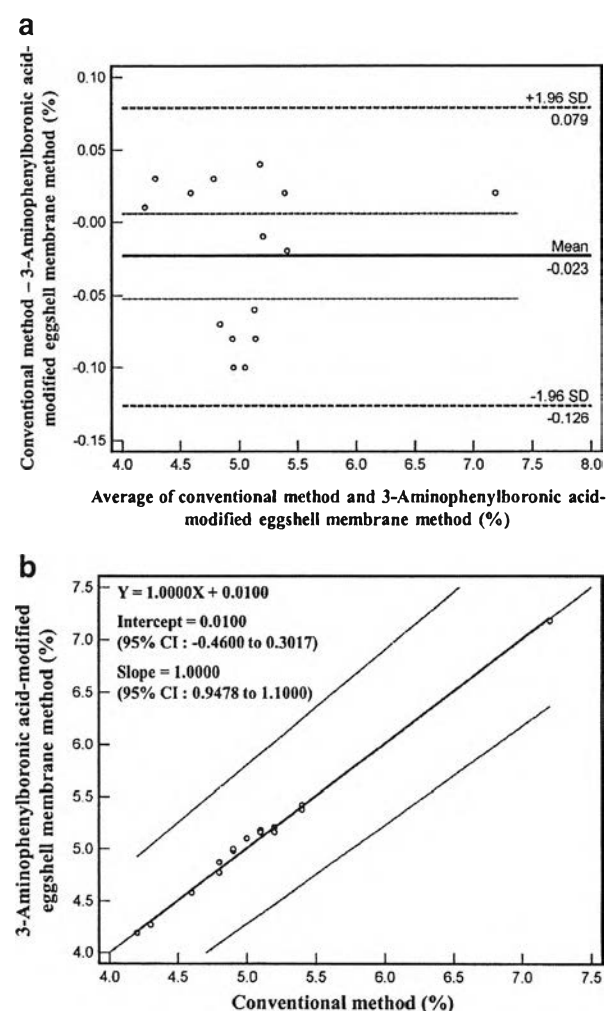 a
Conventional method – 3-Aminophenylboronic acid-
modified eggshell membrane method (%)
0.10
0.05
-0.00
-0.05
-0.10
-0.15
+1.96 SD
0.079
Mean
-0.023
-1.96 SD
-0.126
4.0 4.5 5.0 5.5 6.0 6.5 7.0 7.5 8.0
Average of conventional method and 3-Aminophenylboronic acid-
modified eggshell membrane method (%)
b
3-Aminophenylboronic acid-modified
eggshell membrane method (%)
7.5
7.0
6.5
6.0
5.5
5.0
4.5
4.0
Y = 1.0000X + 0.0100
Intercept = 0.0100
(95% CI : -0.4600 to 0.3017)
Slope = 1.0000
(95% CI : 0.9478 to 1.1000)
4.0 4.5 5.0 5.5 6.0 6.5 7.0 7.5
Conventional method (%)